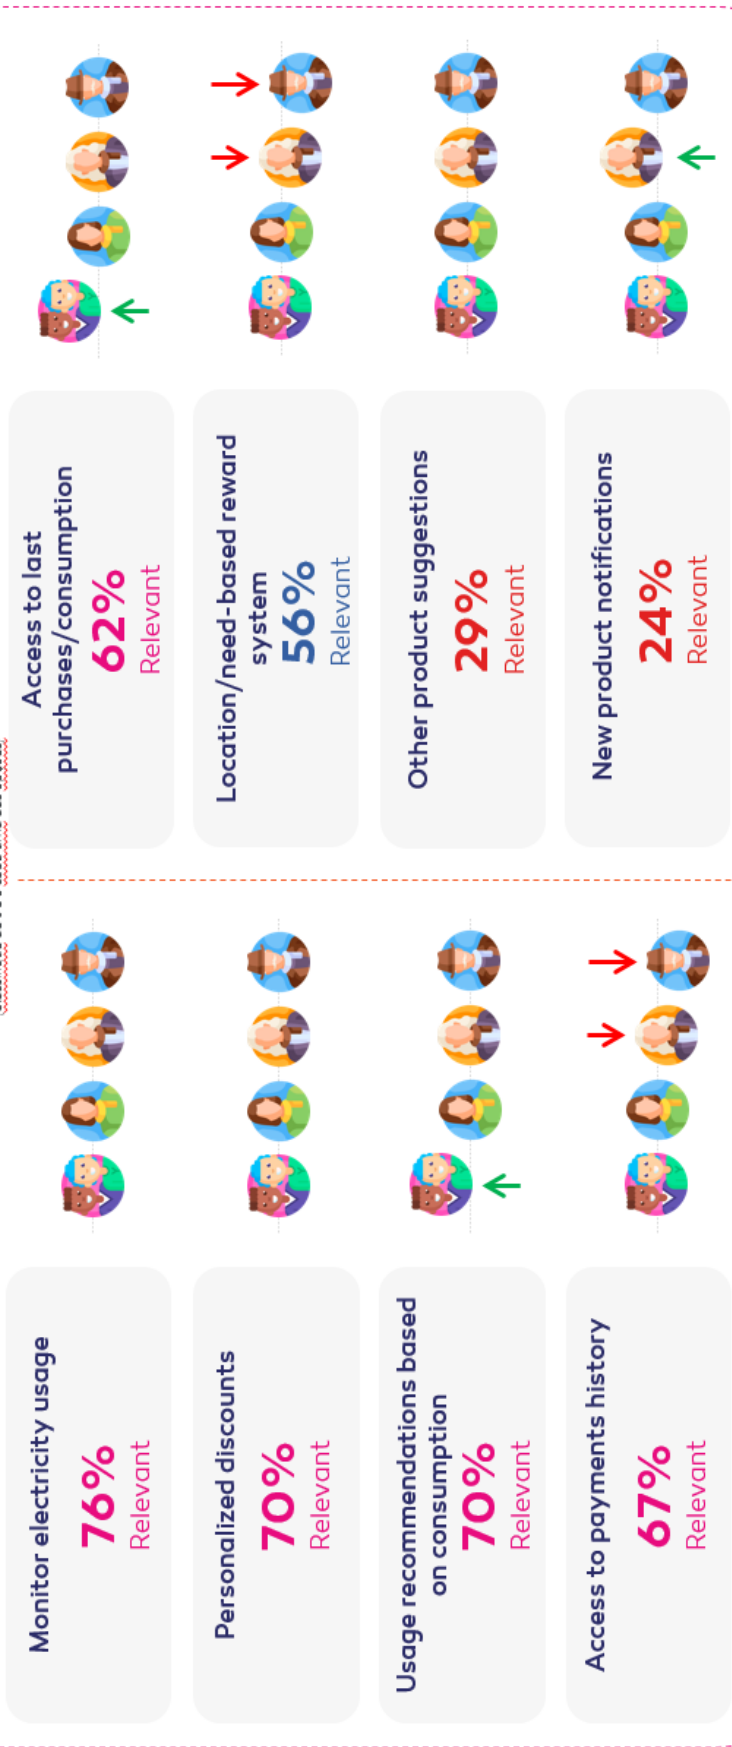 Monitor electricity usage
76%
Relevant
Personalized discounts
70%
Relevant
Usage recommendations based
on consumption
70%
Relevant
Access to payments history
67%
Relevant
Access to last
purchases/consumption
62%
Relevant
Location/need-based reward
system
56%
Relevant
Other product suggestions
29%
Relevant
New product notifications
24%
Relevant